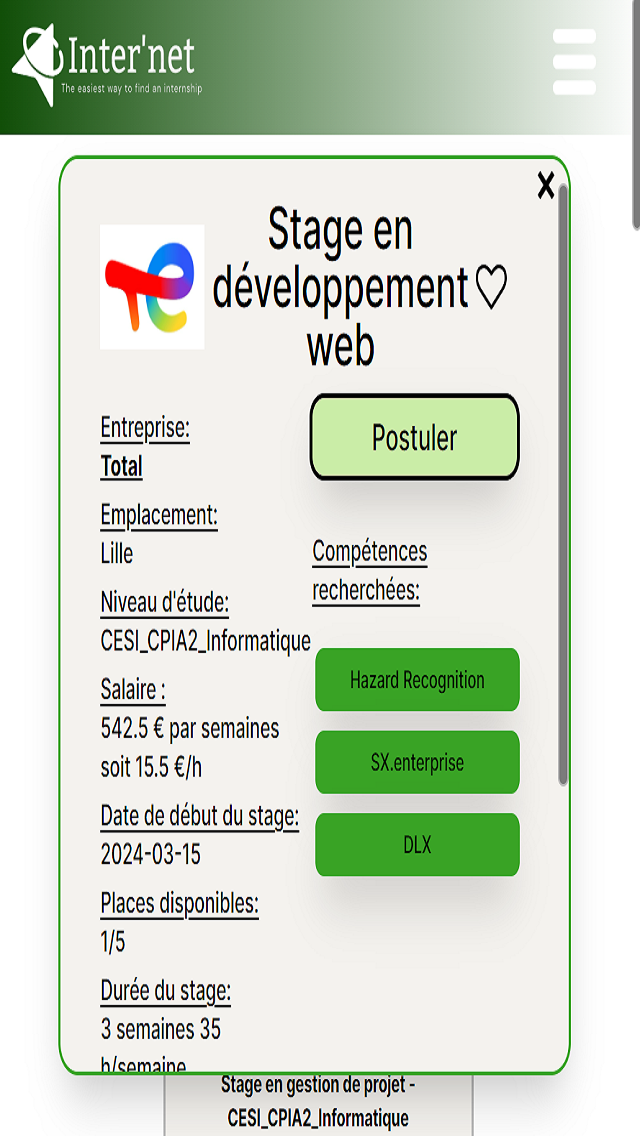 Inter'net
The easiest way to find an internship
x
Stage en
développement♡
web
Entreprise:
Total
Emplacement:
Lille
Niveau d'étude:
CESI_CPIA2_Informatique
Salaire :
542.5 € par semaines
soit 15.5 €/h
Date de début du stage:
2024-03-15
Places disponibles:
1/5
Durée du stage:
3 semaines 35
h/semaine
Postuler
Compétences
recherchées:
Hazard Recognition
SX.enterprise
DLX
Stage en gestion de projet -
CESI_CPIA2_Informatique